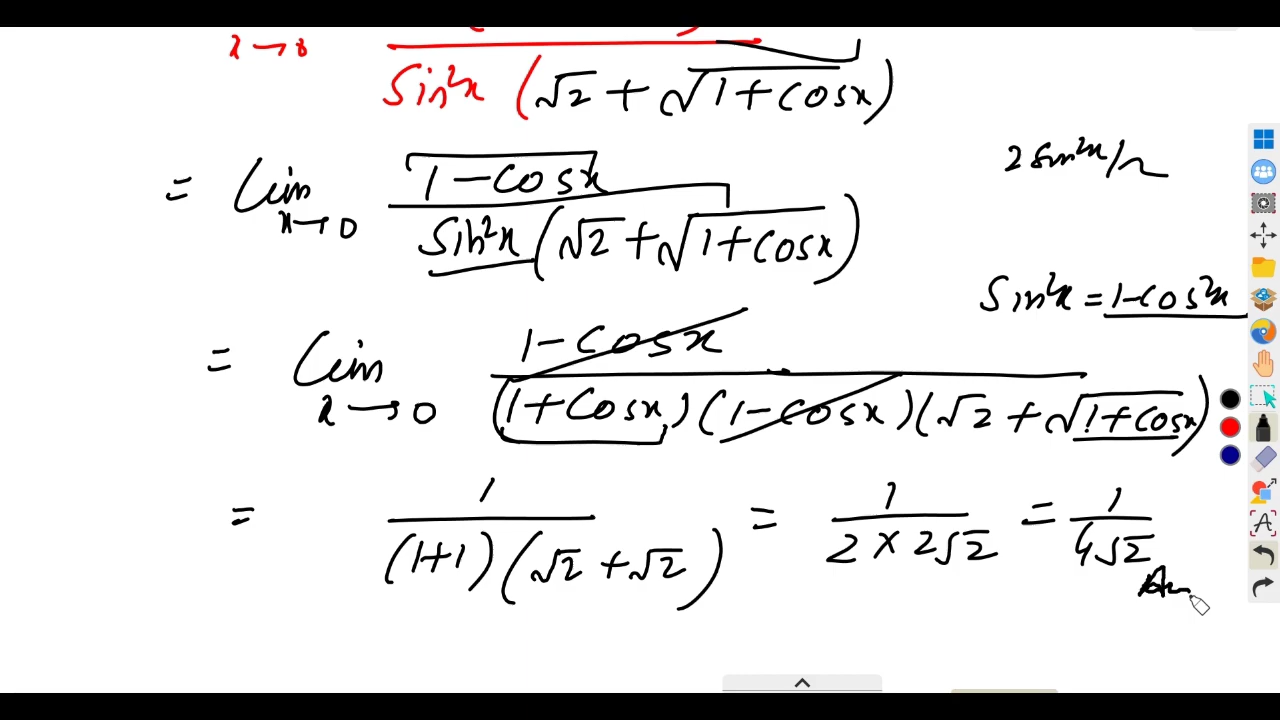 x → 0
Sin²x (√2 + √1+Cosx)
= Lim x→0 1-Cosx / Sin²x (√2 + √1+Cosx)
2 Sin²x/2
Sin²x = 1-Cos²x
= Lim x→0 1-Cosx / (1+Cosx)(1-Cosx)(√2 + √1+Cosx)
= 1 / (1+1)(√2+√2) = 1 / 2×2√2 = 1 / 4√2
Ans